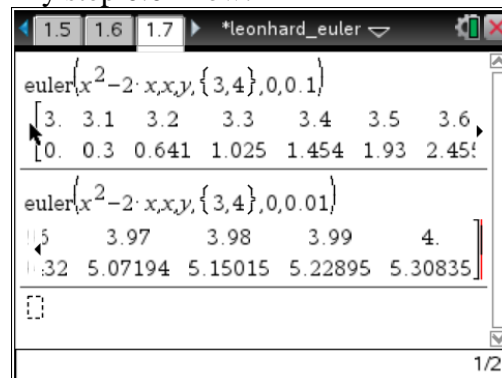 1.5 1.6 1.7 *leonhard_euler
euler(x²–2·x,x,y,{3,4},0,0.1)
[3. 3.1 3.2 3.3 3.4 3.5 3.6
0. 0.3 0.641 1.025 1.454 1.93 2.455
euler(x²–2·x,x,y,{3,4},0,0.01)
3.97 3.98 3.99 4.
32 5.07194 5.15015 5.22895 5.30835]
1/2